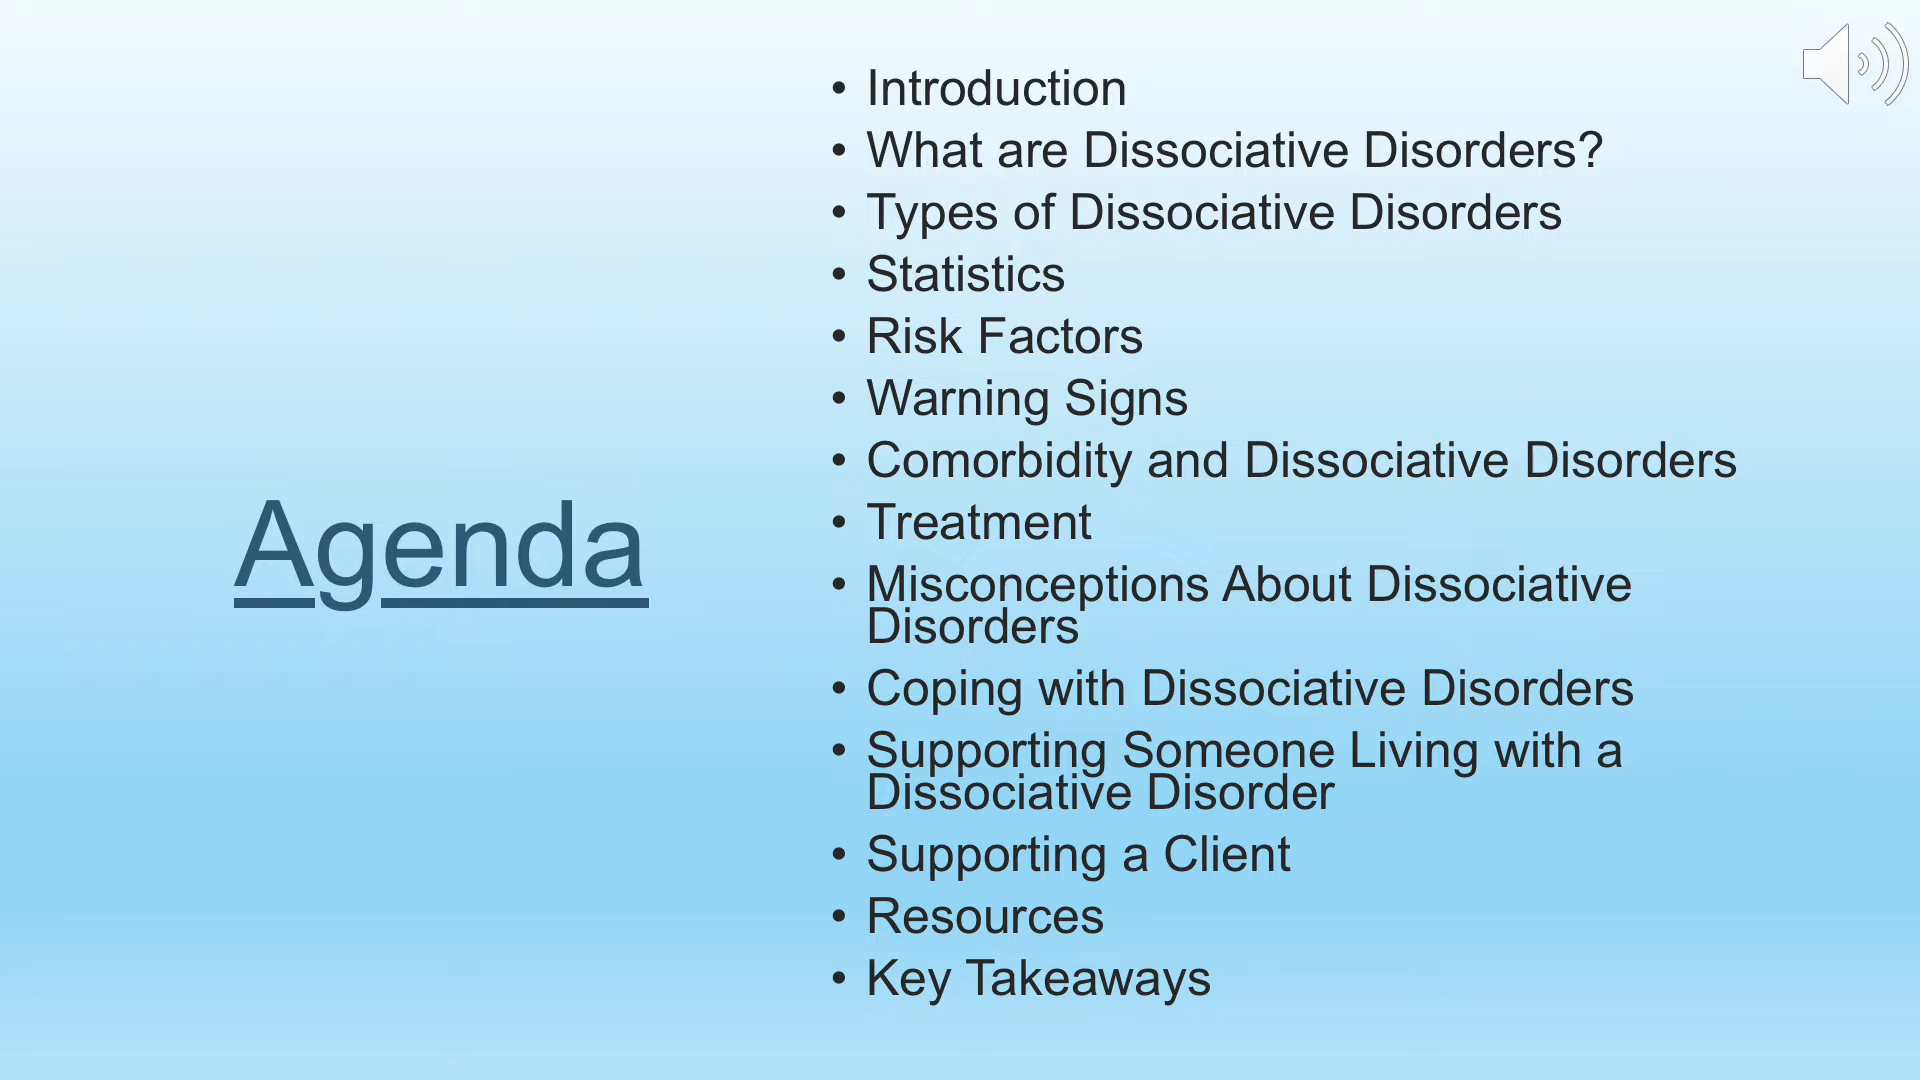 Agenda
• Introduction
• What are Dissociative Disorders?
• Types of Dissociative Disorders
• Statistics
• Risk Factors
• Warning Signs
• Comorbidity and Dissociative Disorders
• Treatment
• Misconceptions About Dissociative
Disorders
• Coping with Dissociative Disorders
• Supporting Someone Living with a
Dissociative Disorder
• Supporting a Client
• Resources
• Key Takeaways